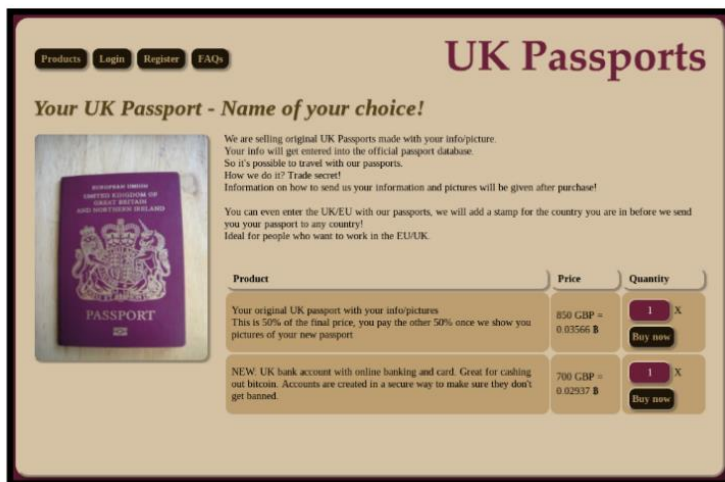 Products Login Register FAQs
UK Passports
Your UK Passport - Name of your choice!
EUROPEAN UNION
UNITED KINGDOM OF
GREAT BRITAIN
AND NORTHERN IRELAND
PASSPORT
We are selling original UK Passports made with your info/picture.
Your info will get entered into the official passport database.
So it's possible to travel with our passports.
How we do it? Trade secret!
Information on how to send us your information and pictures will be given after purchase!
You can even enter the UK/EU with our passports, we will add a stamp for the country you are in before we send
you your passport to any country!
Ideal for people who want to work in the EU/UK.
Product Price Quantity
Your original UK passport with your info/pictures
This is 50% of the final price, you pay the other 50% once we show you
pictures of your new passport
850 GBP =
0.03566 ฿
1 X
Buy now
NEW. UK bank account with online banking and card. Great for cashing
out bitcoin. Accounts are created in a secure way to make sure they don't
get banned.
700 GBP =
0.02937 ฿
1 X
Buy now